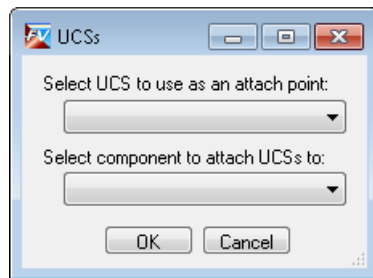 UCSs
Select UCS to use as an attach point:
Select component to attach UCSs to:
OK Cancel